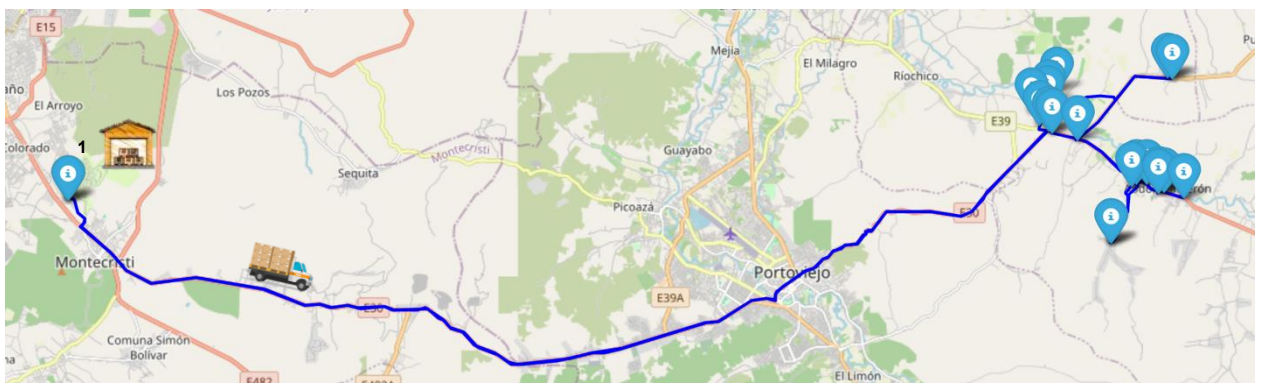 E15
Mejía
El Milagro
Ríochico
Los Pozos
El Arroyo
E39
Colorado
1
Montecristi
Guayabo
Sequita
Picoazá
E30
Montecristi
Portoviejo
E39A
E30
Comuna Simón
Bolívar
El Limón
E482